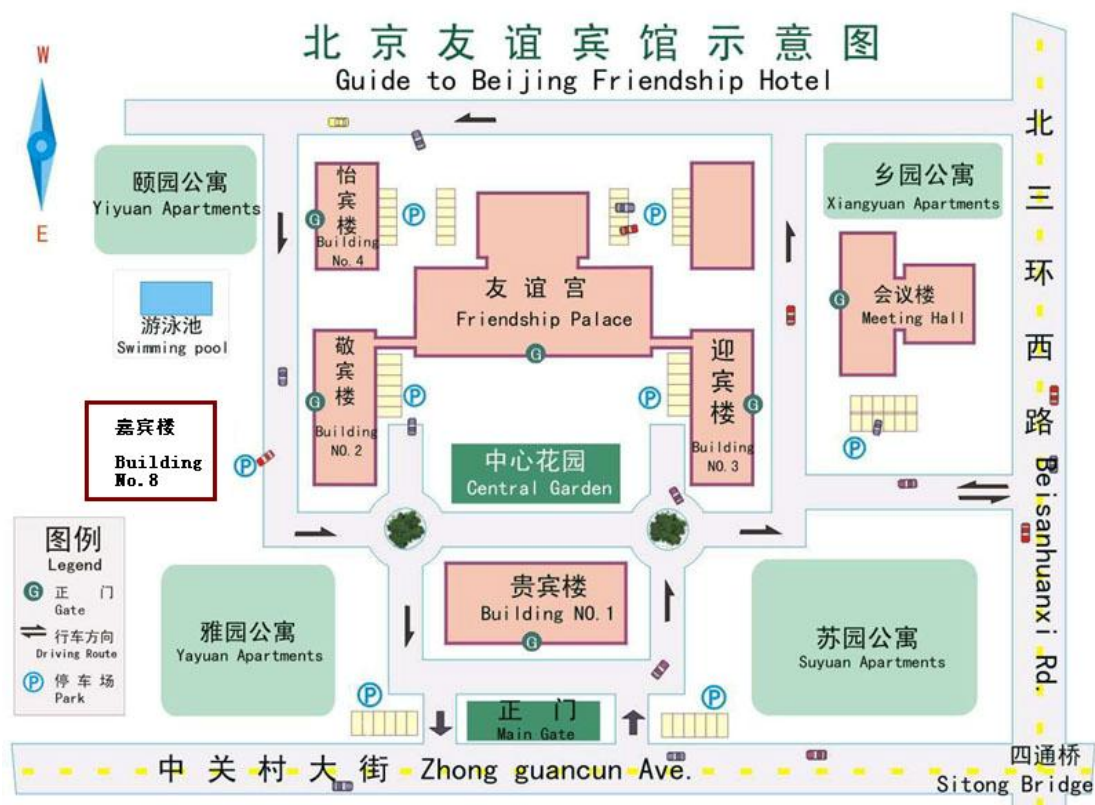 北京友谊宾馆示意图
Guide to Beijing Friendship Hotel
W
E
颐园公寓
Yiyuan Apartments
怡宾楼
Building
No.4
G
P
P
乡园公寓
Xiangyuan Apartments
友谊宫
Friendship Palace
G
会议楼
Meeting Hall
G
游泳池
Swimming pool
敬宾楼
Building
NO.2
G
P
P
迎宾楼
Building
NO.3
G
P
嘉宾楼
Building
No.8
P
中心花园
Central Garden
北三环西路
Beisanhuanxi Rd.
图例
Legend
G 正门
Gate
行车方向
Driving Route
P 停车场
Park
贵宾楼
Building NO.1
G
雅园公寓
Yayuan Apartments
苏园公寓
Suyuan Apartments
P
P
正门
Main Gate
中关村大街 Zhong guancun Ave.
四通桥
Sitong Bridge